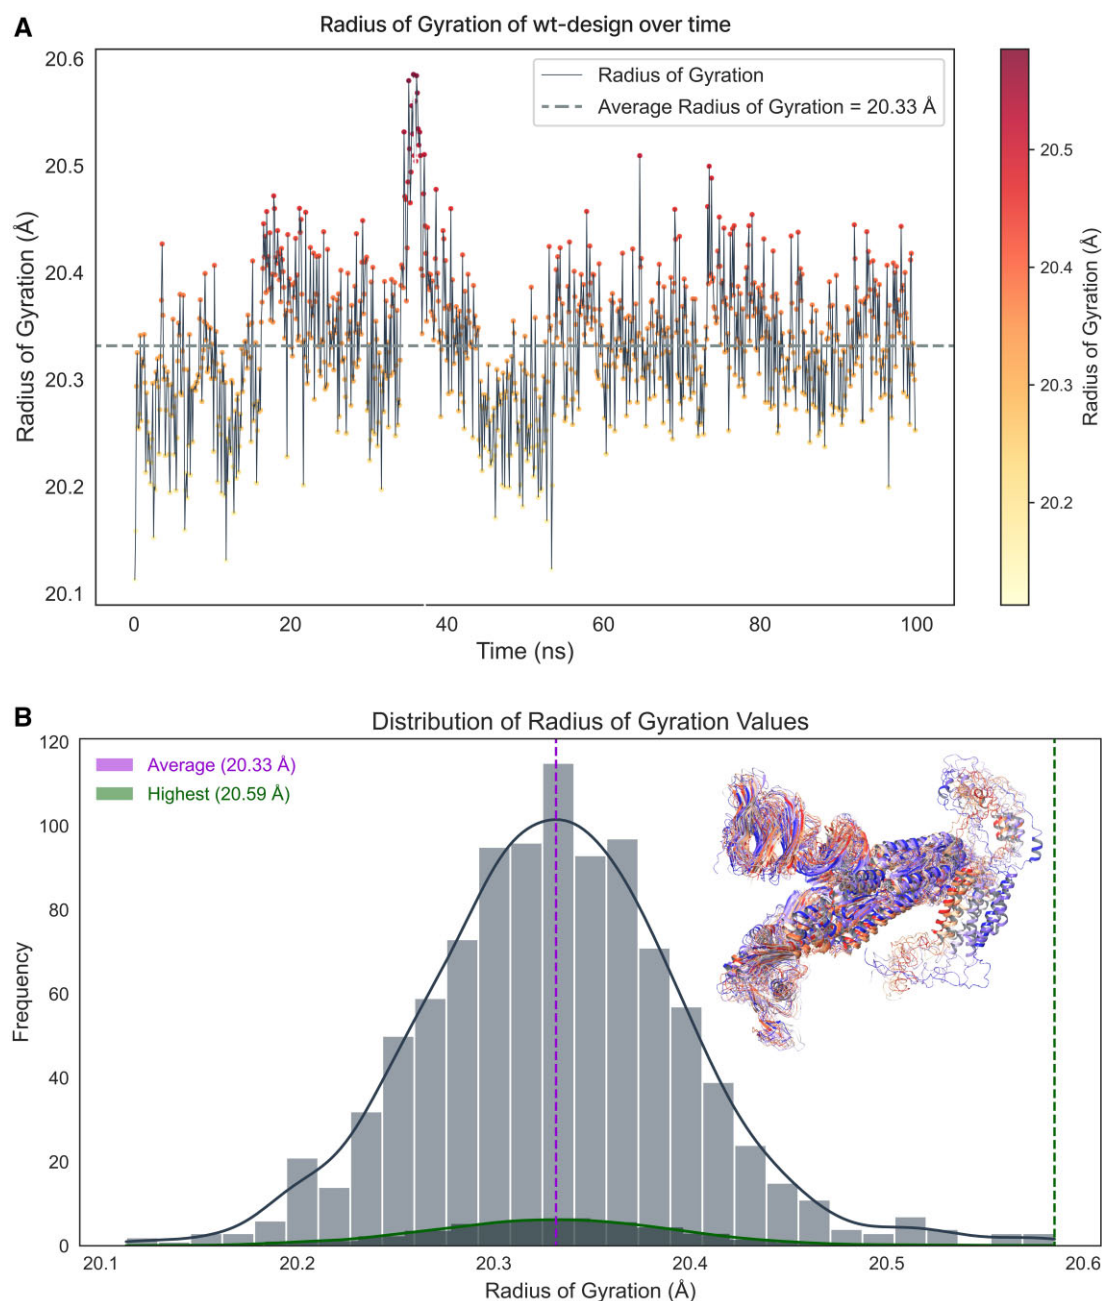 A
Radius of Gyration of wt-design over time
20.6
20.5
20.4
20.3
20.2
20.1
Radius of Gyration (Å)
Radius of Gyration
Average Radius of Gyration = 20.33 Å
0 20 40 60 80 100
Time (ns)
20.5
20.4
20.3
20.2
Radius of Gyration (Å)
B
Distribution of Radius of Gyration Values
120
100
80
60
40
20
0
Frequency
Average (20.33 Å)
Highest (20.59 Å)
20.1 20.2 20.3 20.4 20.5 20.6
Radius of Gyration (Å)